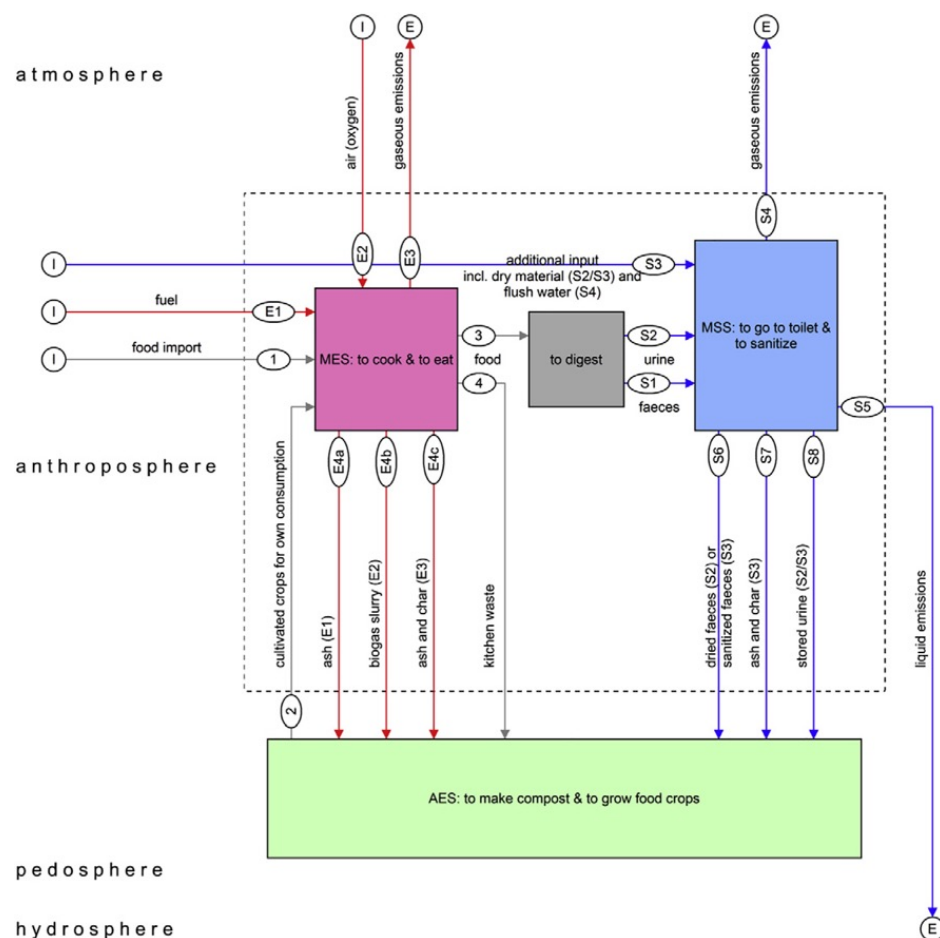 I
E
E
atmosphere
air (oxygen)
gaseous emissions
gaseous emissions
S4
E2
E3
I
additional input
incl. dry material (S2/S3) and
flush water (S4)
S3
I
fuel
E1
MSS: to go to toilet &
to sanitize
I
food import
1
MES: to cook & to eat
3
food
to digest
S2
urine
4
S1
faeces
S5
E4a
E4b
E4c
S6
S7
S8
anthroposphere
cultivated crops for own consumption
ash (E1)
biogas slurry (E2)
ash and char (E3)
kitchen waste
dried faeces (S2) or
sanitized faeces (S3)
ash and char (S3)
stored urine (S2/S3)
liquid emissions
2
AES: to make compost & to grow food crops
pedosphere
hydrosphere
E